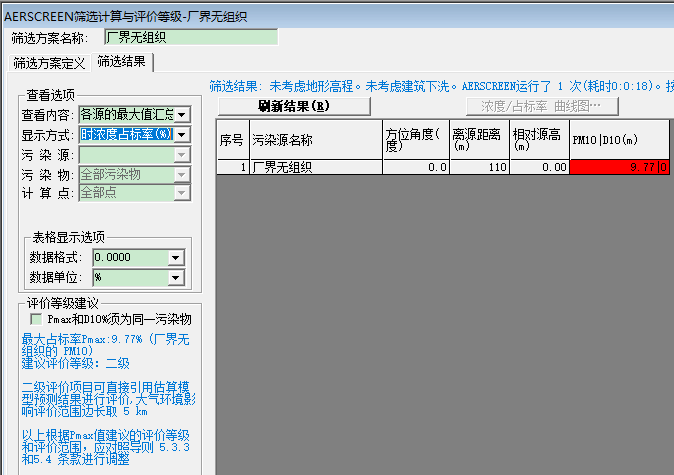 AERSCREEN筛选计算与评价等级-厂界无组织
筛选方案名称: 厂界无组织
筛选方案定义 筛选结果
筛选结果: 未考虑地形高程。未考虑建筑下洗。AERSCREEN运行了 1 次(耗时0:0:18)。按
查看选项
查看内容: 各源的最大值汇总
显示方式: 时浓度占标率(%)
污 染 源:
污 染 物: 全部污染物
计 算 点: 全部点
表格显示选项
数据格式: 0.0000
数据单位: %
评价等级建议
Pmax和D10%须为同一污染物
最大占标率Pmax:9.77% (厂界无
组织的 PM10)
建议评价等级: 二级
二级评价项目可直接引用估算模
型预测结果进行评价,大气环境影
响评价范围边长取 5 km
以上根据Pmax值建议的评价等级
和评价范围, 应对照导则 5.3.3
和5.4 条款进行调整
刷新结果(R) 浓度/占标率 曲线图…
序号 污染源名称 方位角度(度) 离源距离(m) 相对源高(m) PM10|D10(m)
1 厂界无组织 0.0 110 0.00 9.77|0